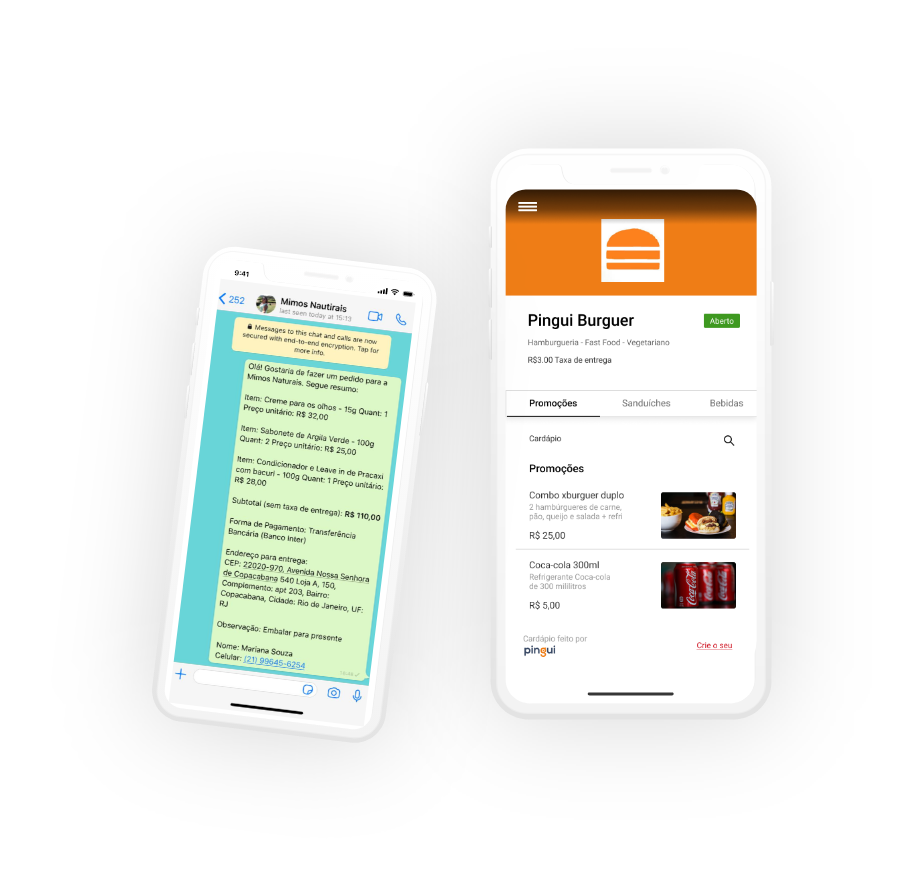 9:41
252
Mimos Nautirais
last seen today at 15:13
Messages to this chat and calls are now
secured with end-to-end encryption. Tap for
more info.
Olá! Gostaria de fazer um pedido para a
Mimos Naturais. Segue resumo:
Item: Creme para os olhos - 15g Quant: 1
Preço unitário: R$ 32,00
Item: Sabonete de Argila Verde - 100g
Quant: 2 Preço unitário: R$ 25,00
Item: Condicionador e Leave in de Pracaxi
com bacuri - 100g Quant: 1 Preço unitário:
R$ 28,00
Subtotal (sem taxa de entrega): R$ 110,00
Forma de Pagamento: Transferência
Bancária (Banco Inter)
Endereço para entrega:
CEP: 22020-970, Avenida Nossa Senhora
de Copacabana 540 Loja A, 150,
Complemento: apt 203, Bairro:
Copacabana, Cidade: Rio de Janeiro, UF:
RJ
Observação: Embalar para presente
Nome: Mariana Souza
Celular: (21) 99645-6254
Pingui Burguer
Aberto
Hamburgueria - Fast Food - Vegetariano
R$3.00 Taxa de entrega
Promoções Sanduíches Bebidas
Cardápio
Promoções
Combo xburguer duplo
2 hambúrgueres de carne,
pão, queijo e salada + refri
R$ 25,00
Coca-cola 300ml
Refrigerante Coca-cola
de 300 mililitros
R$ 5,00
Coca-Cola
Cardápio feito por
pingui
Crie o seu